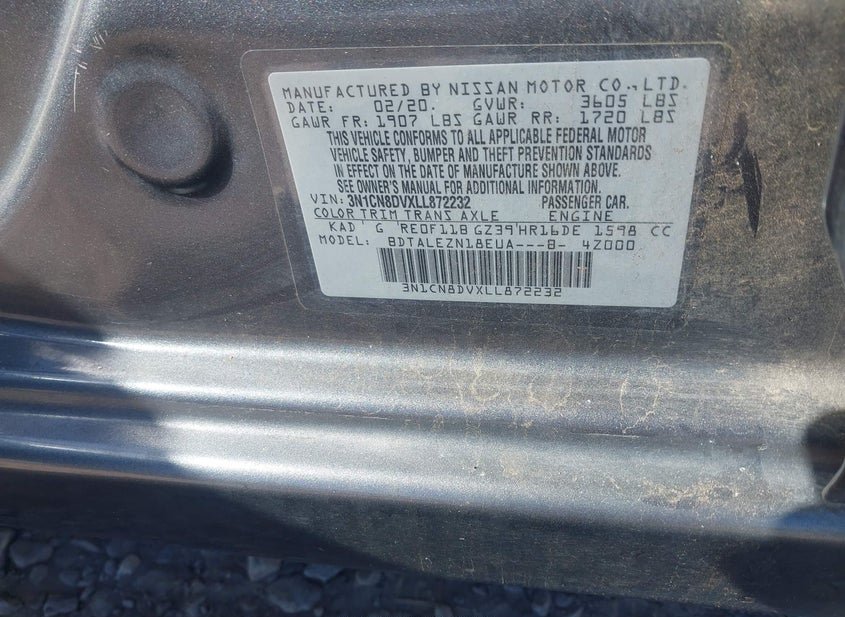 MANUFACTURED BY NISSAN MOTOR CO., LTD.
DATE: 02/20. GVWR: 3605 LBS
GAWR FR: 1907 LBS GAWR RR: 1720 LBS
THIS VEHICLE CONFORMS TO ALL APPLICABLE FEDERAL MOTOR
VEHICLE SAFETY, BUMPER AND THEFT PREVENTION STANDARDS
IN EFFECT ON THE DATE OF MANUFACTURE SHOWN ABOVE.
SEE OWNER'S MANUAL FOR ADDITIONAL INFORMATION.
VIN: 3N1CN8DVXLL872232 PASSENGER CAR.
COLOR TRIM TRANS AXLE ENGINE
KAD G RE0F11B GZ39 HR16DE 1598 CC
MODEL: BDTALEZN18EUA---B- 4Z000
3N1CN8DVXLL872232